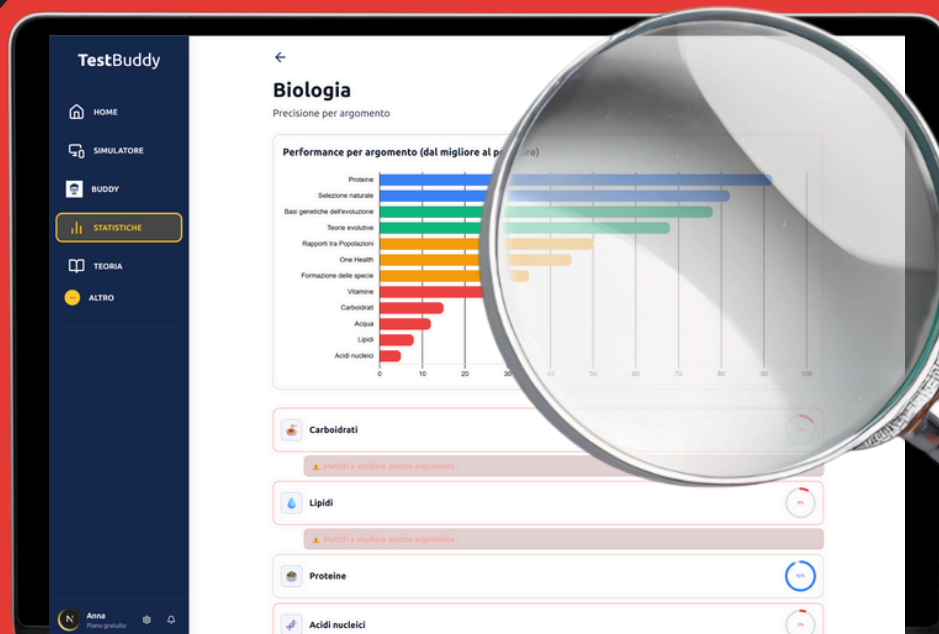 TestBuddy
HOME
SIMULATORE
BUDDY
STATISTICHE
TEORIA
ALTRO
Anna
Piano gratuito
Biologia
Precisione per argomento
Performance per argomento (dal migliore al p ore)
Proteine
Selezione naturale
Basi genetiche dell'evoluzione
Teorie evolutive
Rapporti tra Popolazioni
One Health
Formazione delle specie
Vitamine
Carboidrati
Acqua
Lipidi
Acidi nucleici
0 10 20 30 40 50 60 70 80 90 100
Carboidrati
Mettiti a studiare questo argomento
Lipidi
8%
Mettiti a studiare questo argomento
Proteine
92%
Acidi nucleici